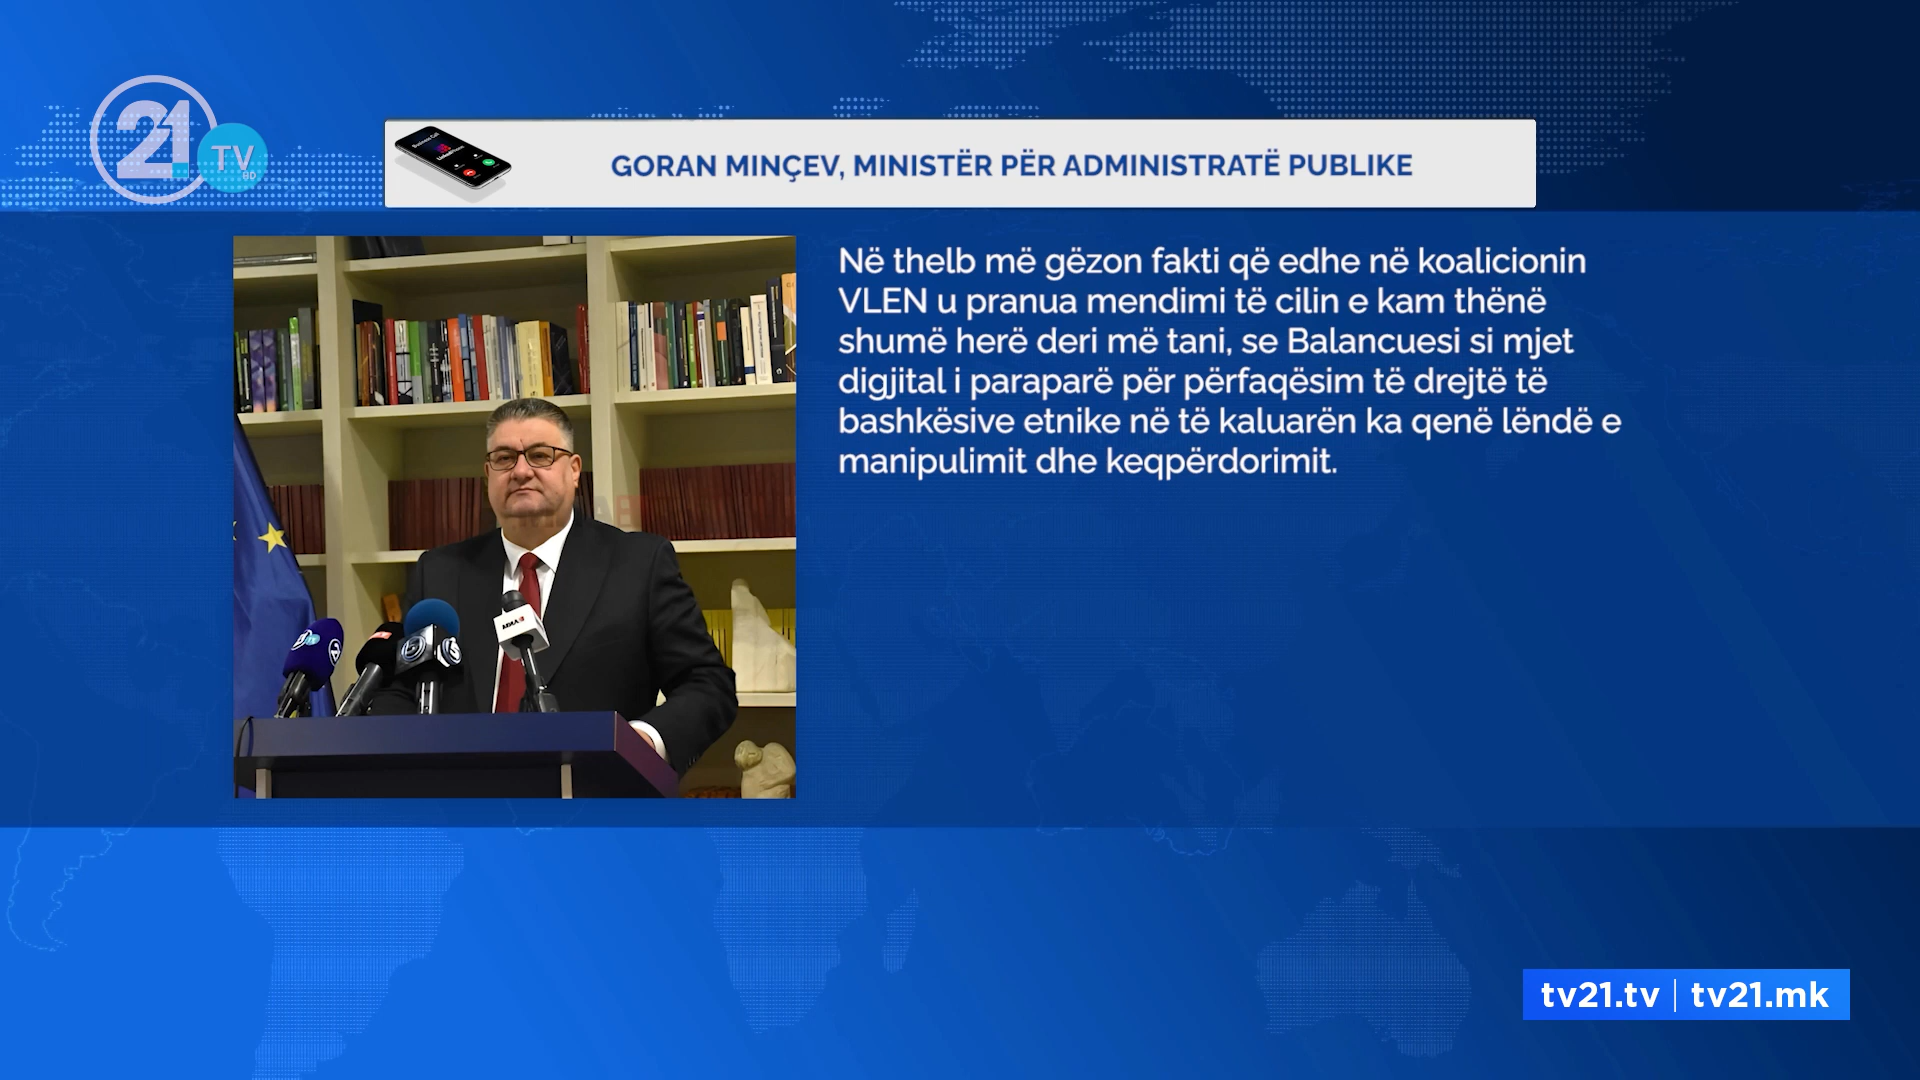 21
TV
HD
GORAN MINÇEV, MINISTËR PËR ADMINISTRATË PUBLIKE
Në thelb më gëzon fakti që edhe në koalicionin
VLEN u pranua mendimi të cilin e kam thënë
shumë herë deri më tani, se Balancuesi si mjet
digjital i paraparë për përfaqësim të drejtë të
bashkësive etnike në të kaluarën ka qenë lëndë e
manipulimit dhe keqpërdorimit.
tv21.tv | tv21.mk